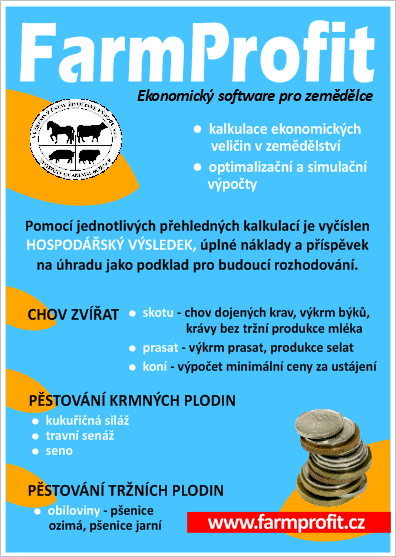 FarmProfit
Ekonomický software pro zemědělce
• kalkulace ekonomických
veličin v zemědělství
• optimalizační a simulační
výpočty
Pomocí jednotlivých přehledných kalkulací je vyčíslen
HOSPODÁŘSKÝ VÝSLEDEK, úplné náklady a příspěvek
na úhradu jako podklad pro budoucí rozhodování.
CHOV ZVÍŘAT
• skotu - chov dojených krav, výkrm býků,
krávy bez tržní produkce mléka
• prasat - výkrm prasat, produkce selat
• koní - výpočet minimální ceny za ustájení
PĚSTOVÁNÍ KRMNÝCH PLODIN
• kukuřičná siláž
• travní senáž
• seno
PĚSTOVÁNÍ TRŽNÍCH PLODIN
• obiloviny - pšenice
ozimá, pšenice jarní
www.farmprofit.cz